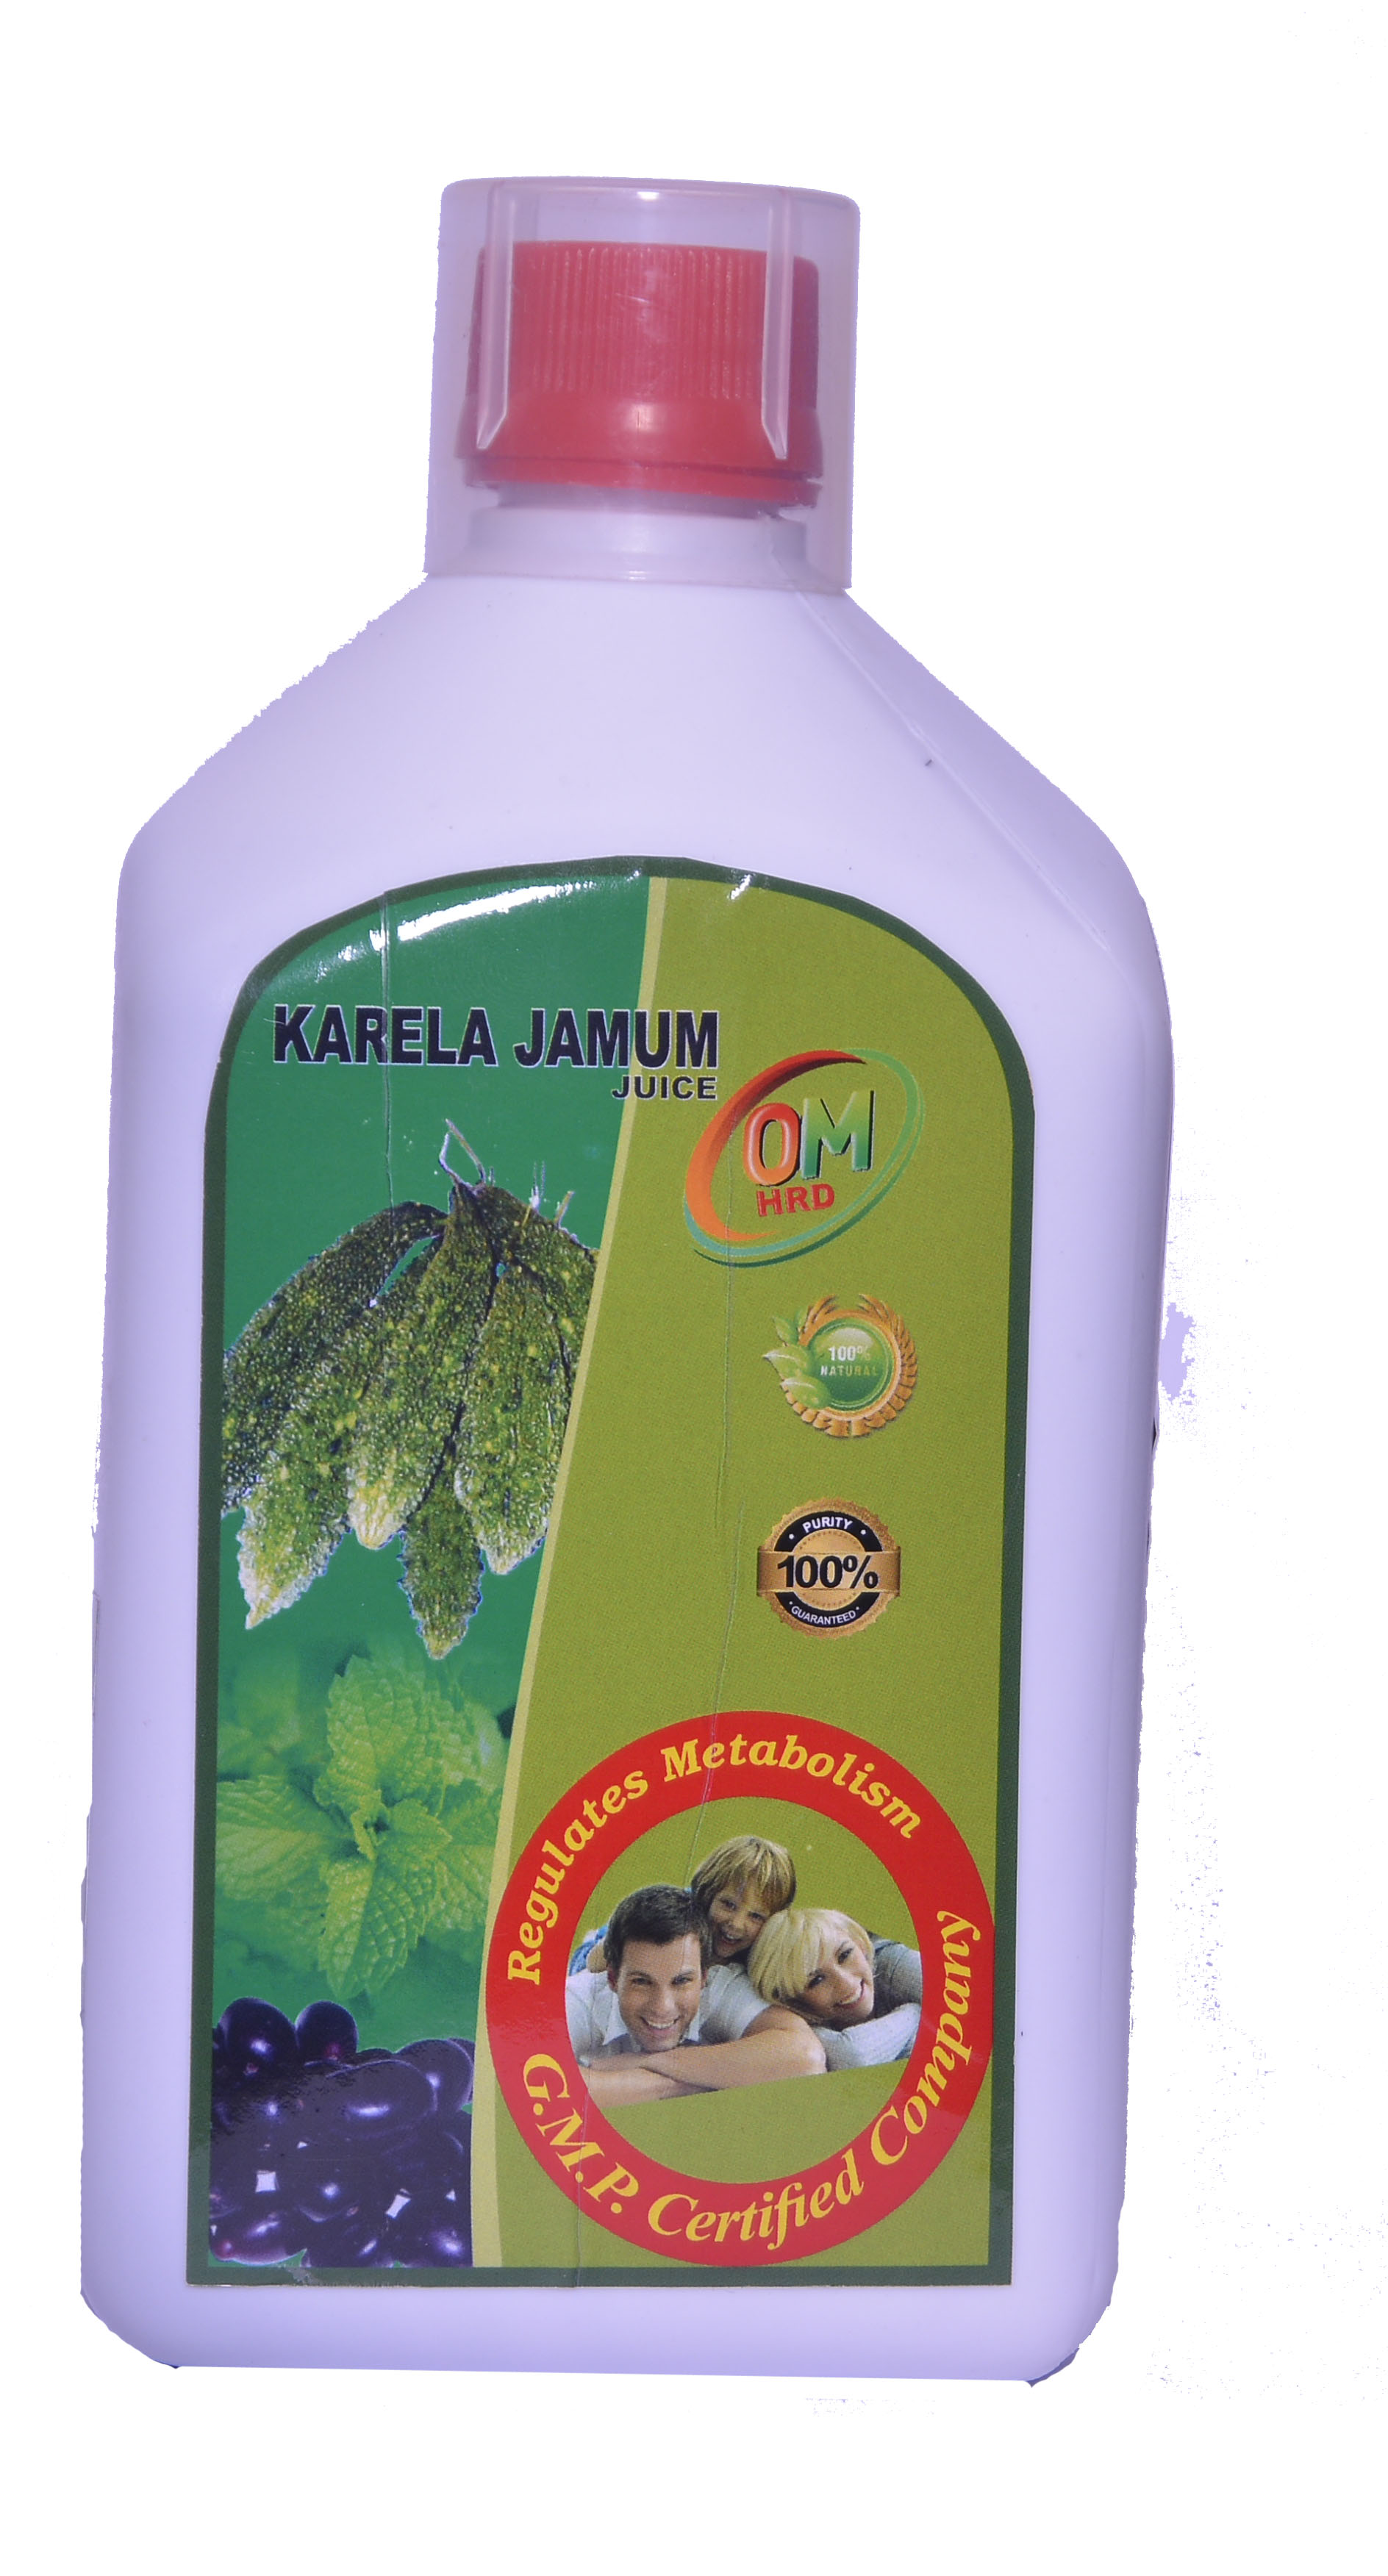 KARELA JAMUM
JUICE
OM
HRD
100%
NATURAL
PURITY
100%
GUARANTEED
Regulates Metabolism
G.M.P. Certified Company